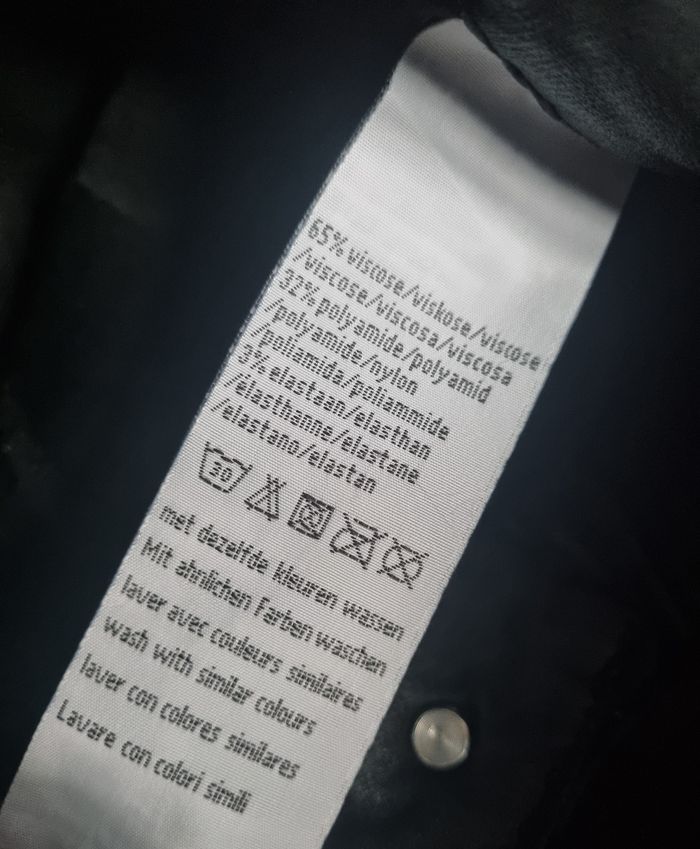 65% viscose/viskose/viscose
/viscose/viscosa/viscosa
32% polyamide/polyamid
/polyamide/nylon
/poliamida/poliammide
3% elastaan/elasthan
/elasthanne/elastane
/elastano/elastan
30
met dezelfde kleuren wassen
Mit ähnlichen Farben waschen
laver avec couleurs similaires
wash with similar colours
laver con colores similares
Lavare con colori simili